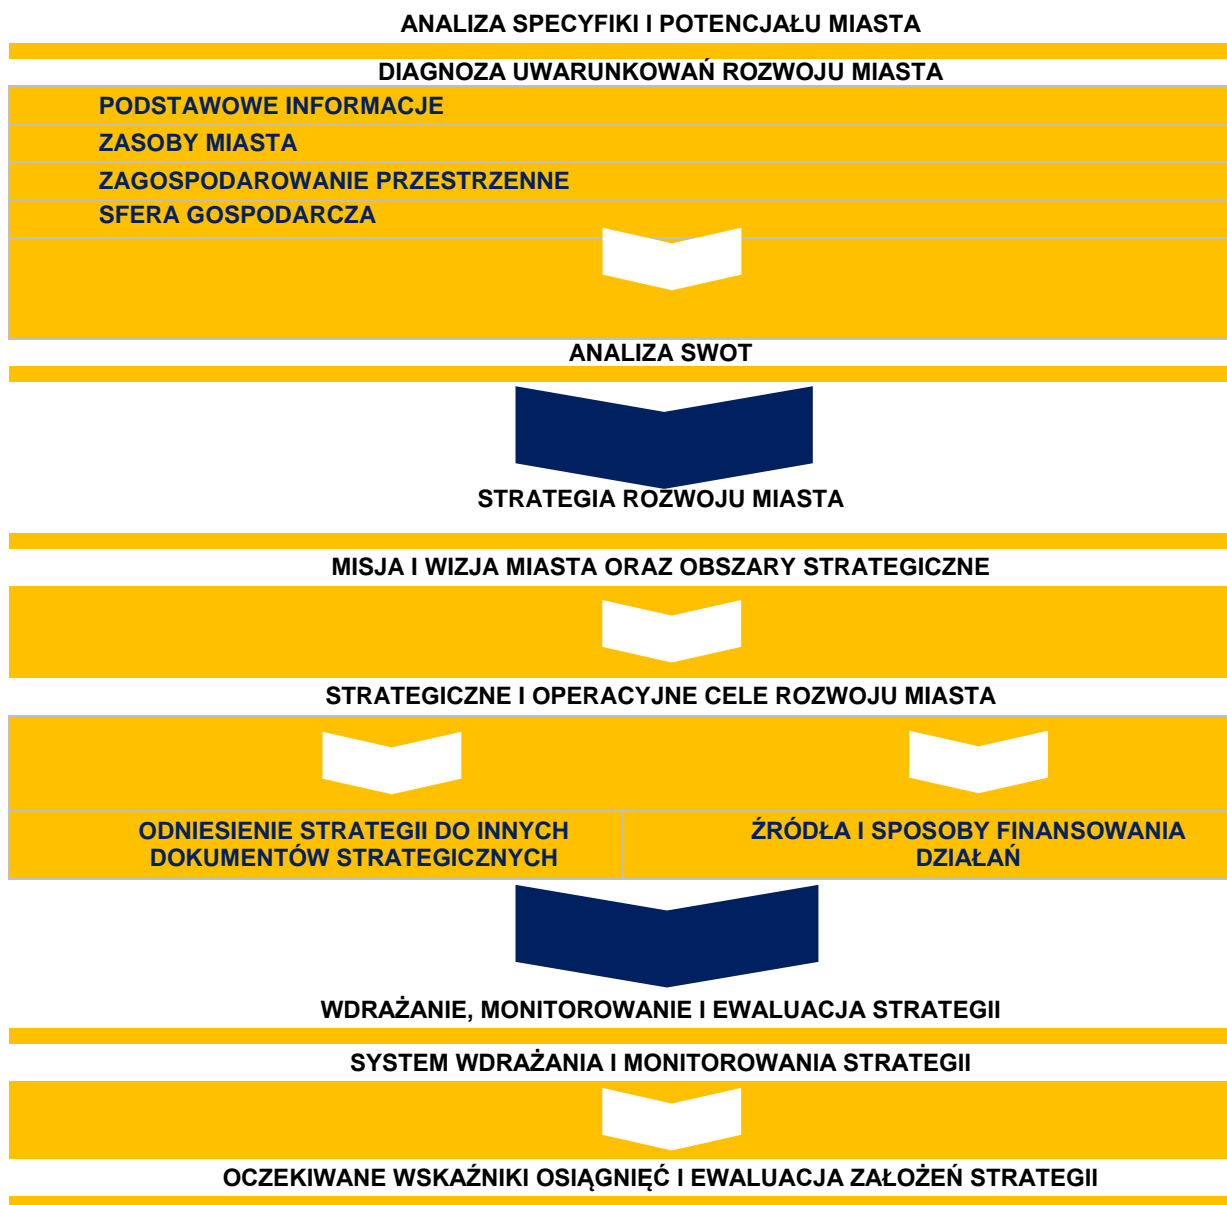 ANALIZA SPECYFIKI I POTENCJAŁU MIASTA
DIAGNOZA UWARUNKOWAŃ ROZWOJU MIASTA
PODSTAWOWE INFORMACJE
ZASOBY MIASTA
ZAGOSPODAROWANIE PRZESTRZENNE
SFERA GOSPODARCZA
ANALIZA SWOT
STRATEGIA ROZWOJU MIASTA
MISJA I WIZJA MIASTA ORAZ OBSZARY STRATEGICZNE
STRATEGICZNE I OPERACYJNE CELE ROZWOJU MIASTA
ODNIESIENIE STRATEGII DO INNYCH
DOKUMENTÓW STRATEGICZNYCH
ŹRÓDŁA I SPOSOBY FINANSOWANIA
DZIAŁAŃ
WDRAŻANIE, MONITOROWANIE I EWALUACJA STRATEGII
SYSTEM WDRAŻANIA I MONITOROWANIA STRATEGII
OCZEKIWANE WSKAŹNIKI OSIĄGNIĘĆ I EWALUACJA ZAŁOŻEŃ STRATEGII